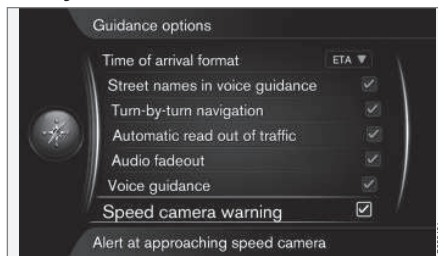 Guidance options
Time of arrival format ETA ▼
Street names in voice guidance
Turn-by-turn navigation
Automatic read out of traffic
Audio fadeout
Voice guidance
Speed camera warning
Alert at approaching speed camera